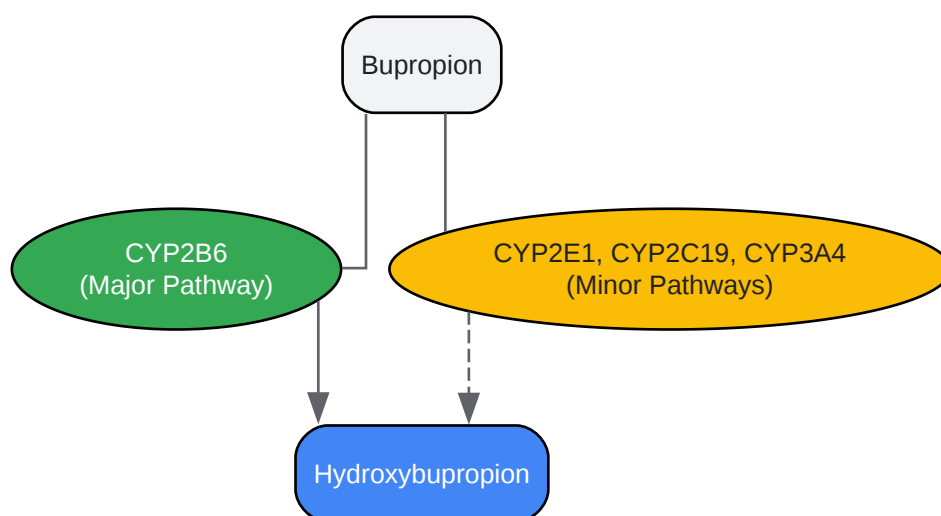 Bupropion
CYP2B6
(Major Pathway)
CYP2E1, CYP2C19, CYP3A4
(Minor Pathways)
Hydroxybupropion